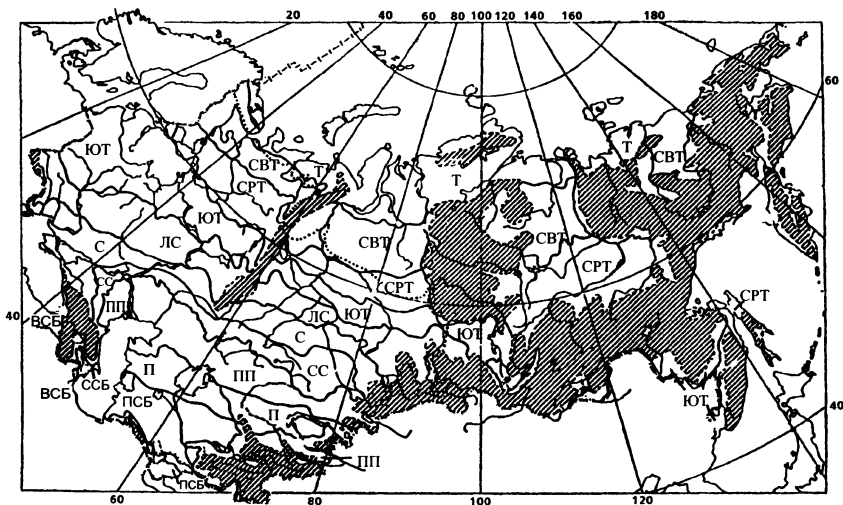 20 40 60 80 100 120 140 160 180
60
ЮТ
СВТ
Т
Т
СВТ
Т
СРТ
ЮТ
С
ЛС
СВТ
СВТ
СРТ
СРТ
СС
ПП
40
ВСБ
ЛС
ЮТ
ЮТ
СРТ
С
П
ПП
СС
ВСБ
ССБ
ПСБ
П
ЮТ
40
ПП
ПСБ
60 80 100 120